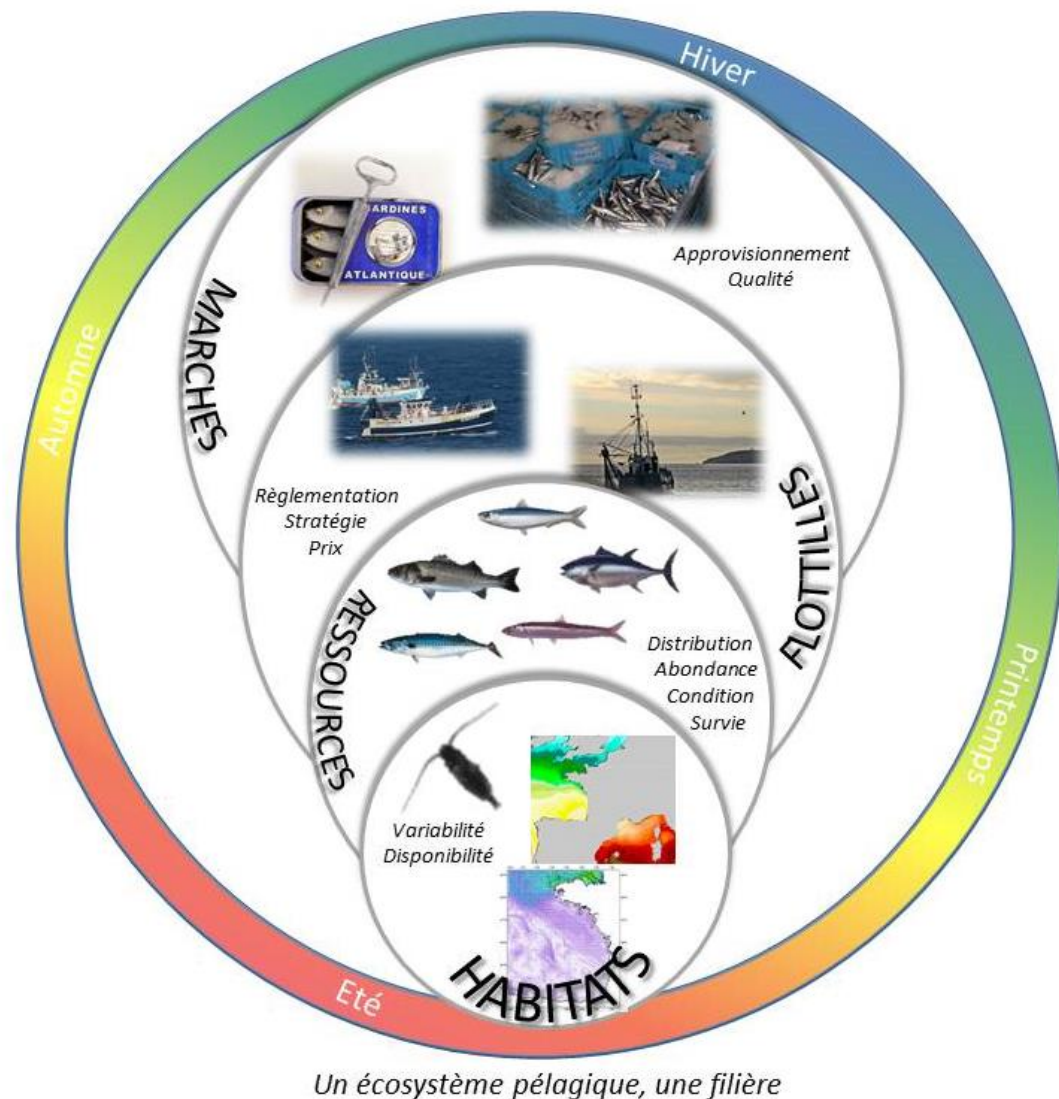 Hiver
SARDINES
ATLANTIQUE
Approvisionnement
Qualité
MARCHES
Automne
Règlementation
Stratégie
Prix
FLOTTILLES
RESSOURCES
Distribution
Abondance
Condition
Survie
Printemps
Variabilité
Disponibilité
HABITATS
Eté
Un écosystème pélagique, une filière